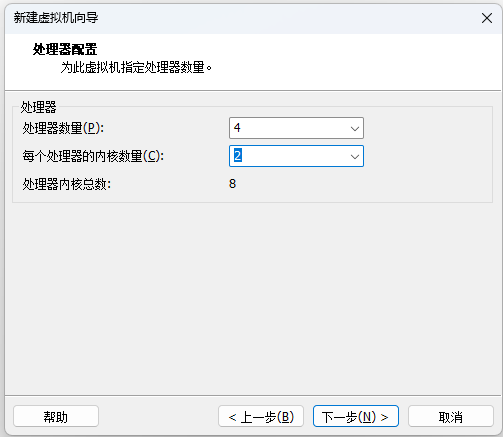 新建虚拟机向导
处理器配置
为此虚拟机指定处理器数量。
处理器
处理器数量(P): 4
每个处理器的内核数量(C): 2
处理器内核总数: 8
帮助 < 上一步(B) 下一步(N) > 取消